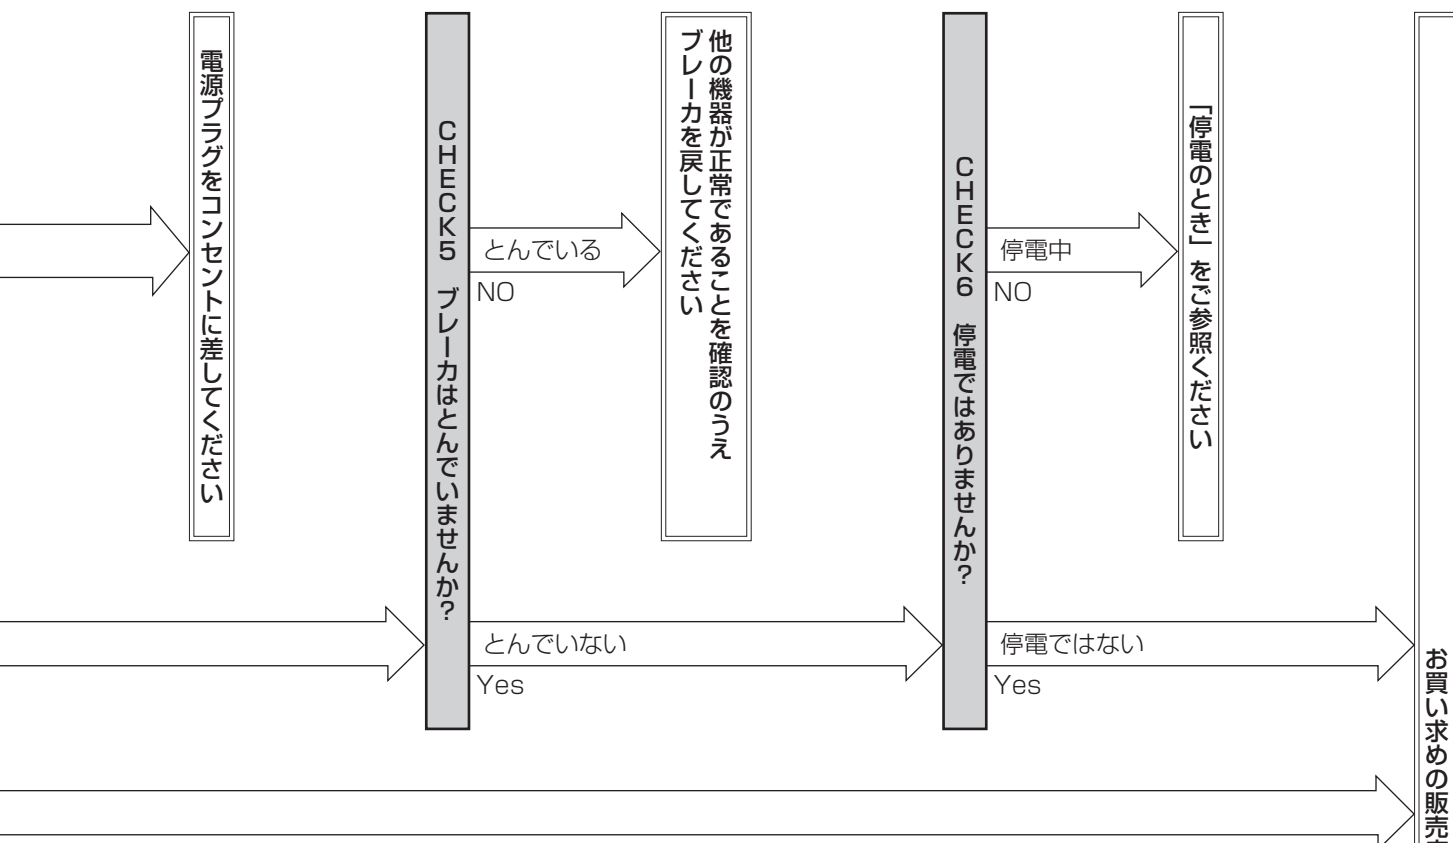 電源プラグをコンセントに差してください
CHECK5 ブレーカはとんでいませんか?
とんでいる
NO
他の機器が正常であることを確認のうえ
ブレーカを戻してください
とんでいない
Yes
CHECK6 停電ではありませんか?
停電中
NO
「停電のとき」をご参照ください
停電ではない
Yes
お買い求めの販売